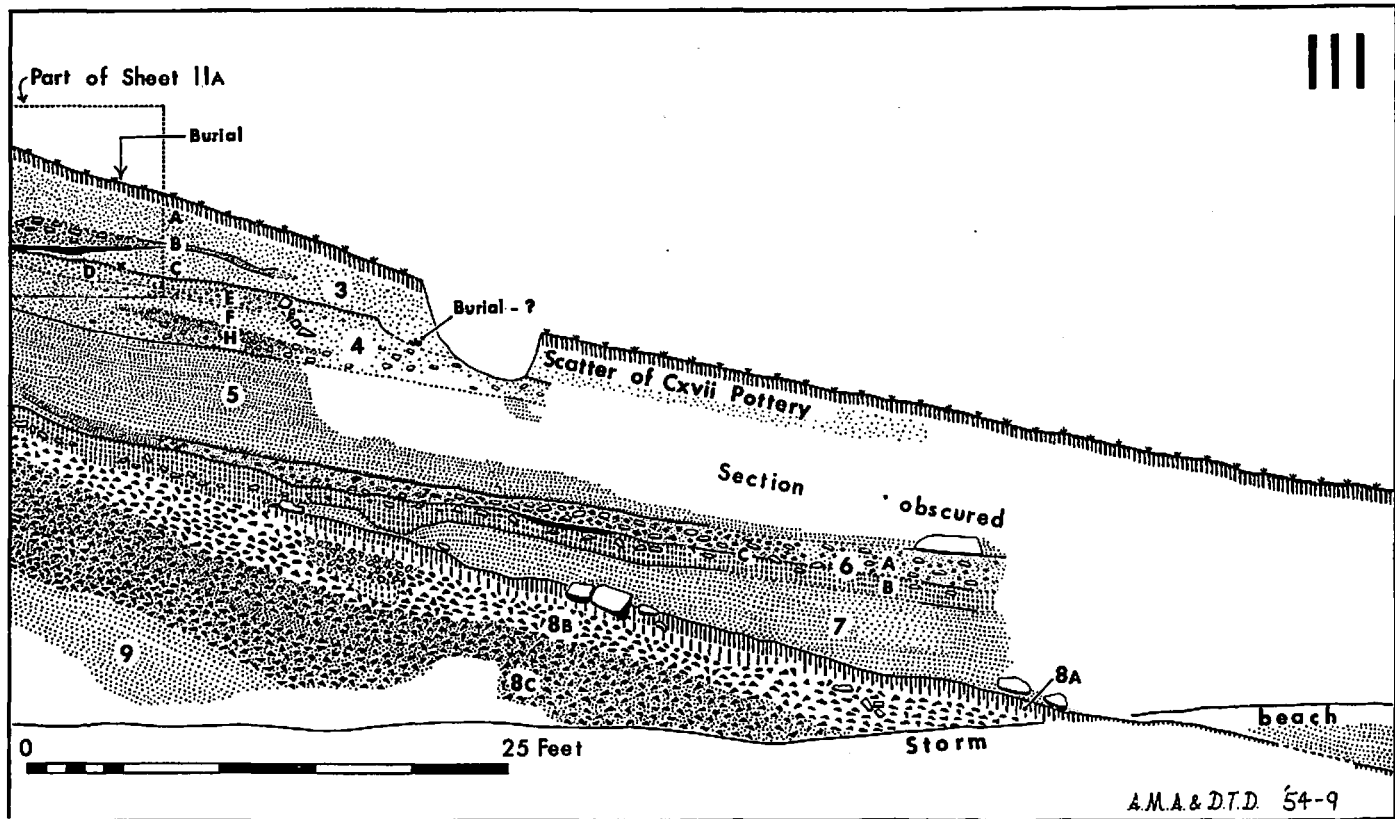 III
Part of Sheet IIA
Burial
A
B
C
D
E
F
H
3
4
Burial - ?
Scatter of Cxvii Pottery
5
Section
obscured
C
6
A
B
7
8B
8A
8C
9
beach
Storm
0
25 Feet
A.M.A. & D.T.D. '54-9